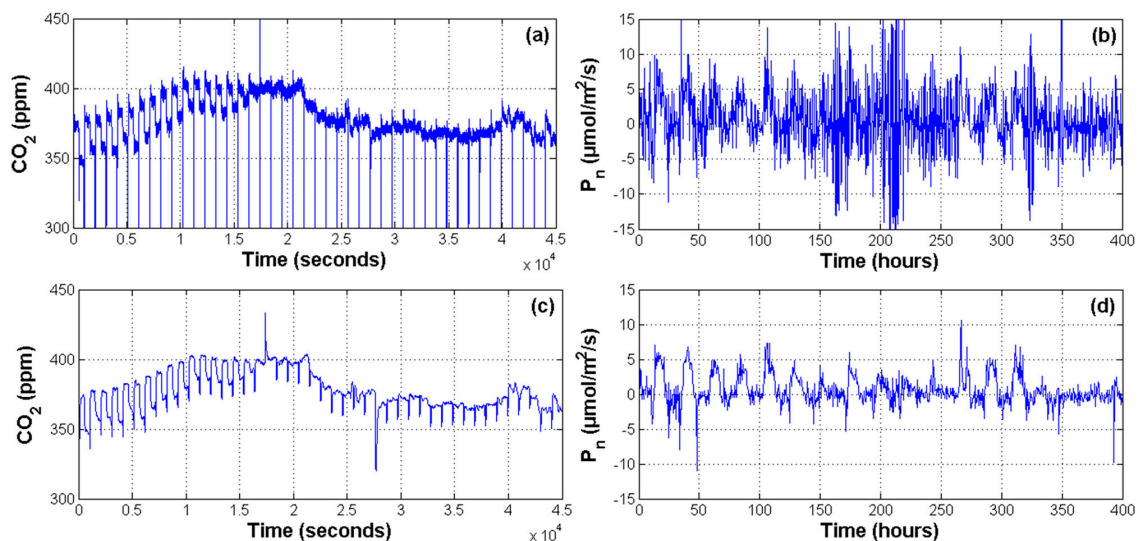 450
400
350
300
CO2 (ppm)
(a)
0 0.5 1 1.5 2 2.5 3 3.5 4 4.5
Time (seconds)
x 10^4
15
10
5
0
-5
-10
-15
Pn (μmol/m²/s)
(b)
0 50 100 150 200 250 300 350 400
Time (hours)
450
400
350
300
CO2 (ppm)
(c)
0 0.5 1 1.5 2 2.5 3 3.5 4 4.5
Time (seconds)
x 10^4
15
10
5
0
-5
-10
-15
Pn (μmol/m²/s)
(d)
0 50 100 150 200 250 300 350 400
Time (hours)